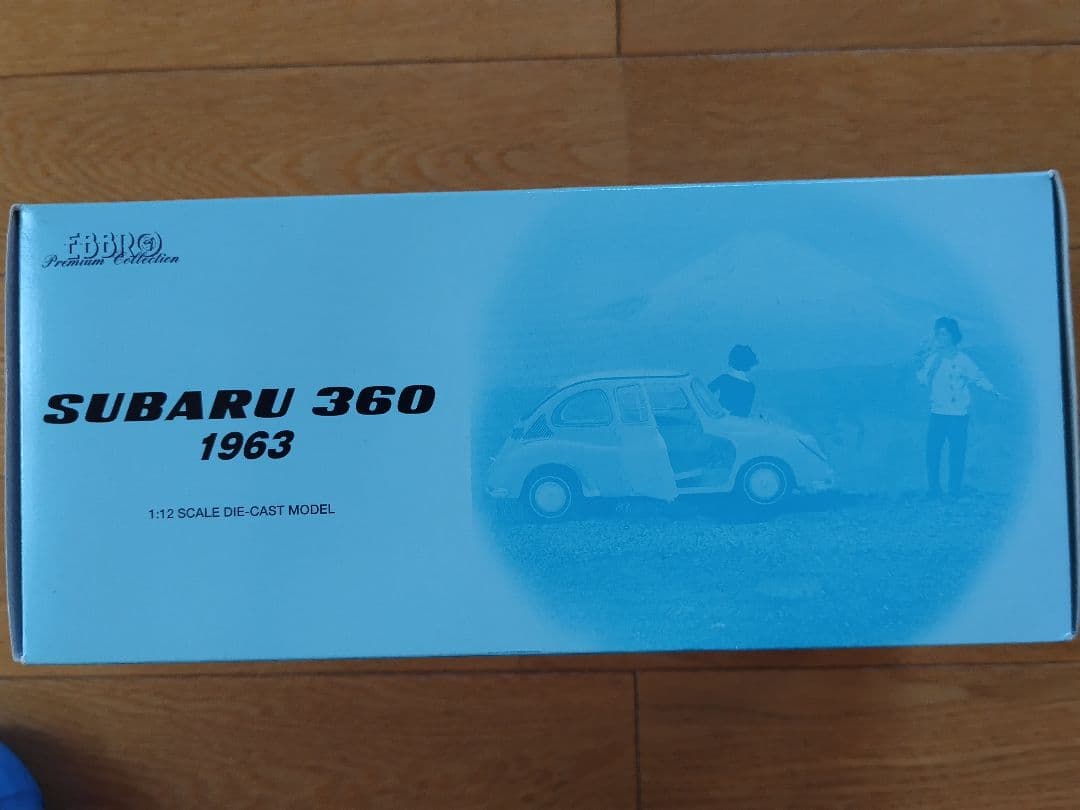 EBBRO
Premium Collection
SUBARU 360
1963
1:12 SCALE DIE-CAST MODEL